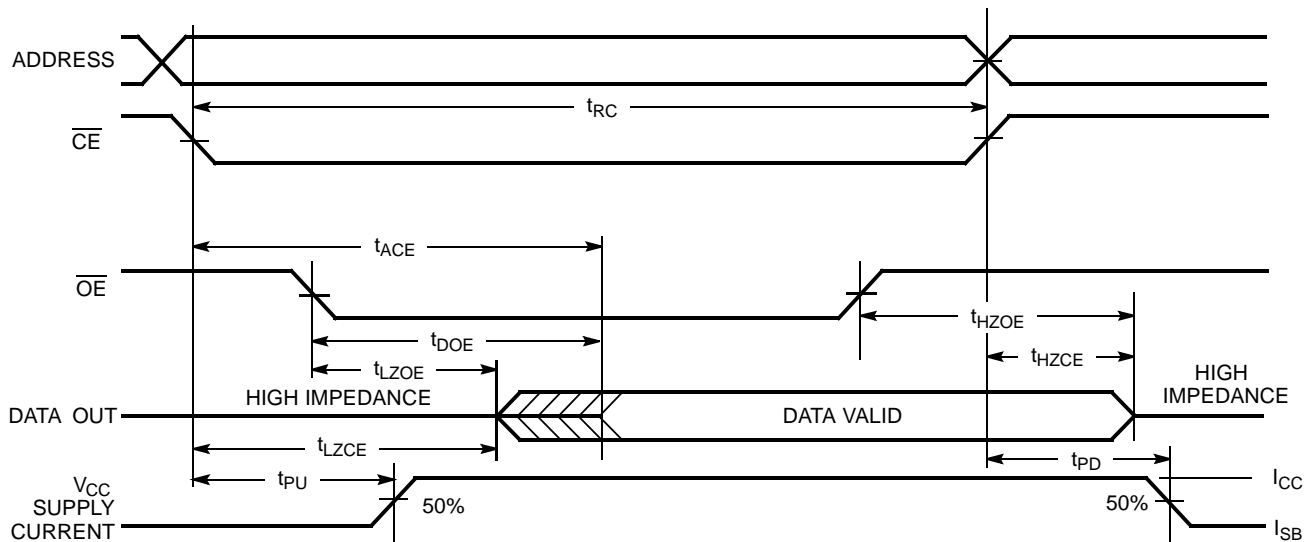 ADDRESS
tRC
CE
tACE
OE
tHZOE
tDOE
tHZCE
tLZOE
HIGH IMPEDANCE
HIGH
IMPEDANCE
DATA OUT
DATA VALID
tLZCE
tPU
tPD
VCC
SUPPLY
CURRENT
50%
50%
ICC
ISB